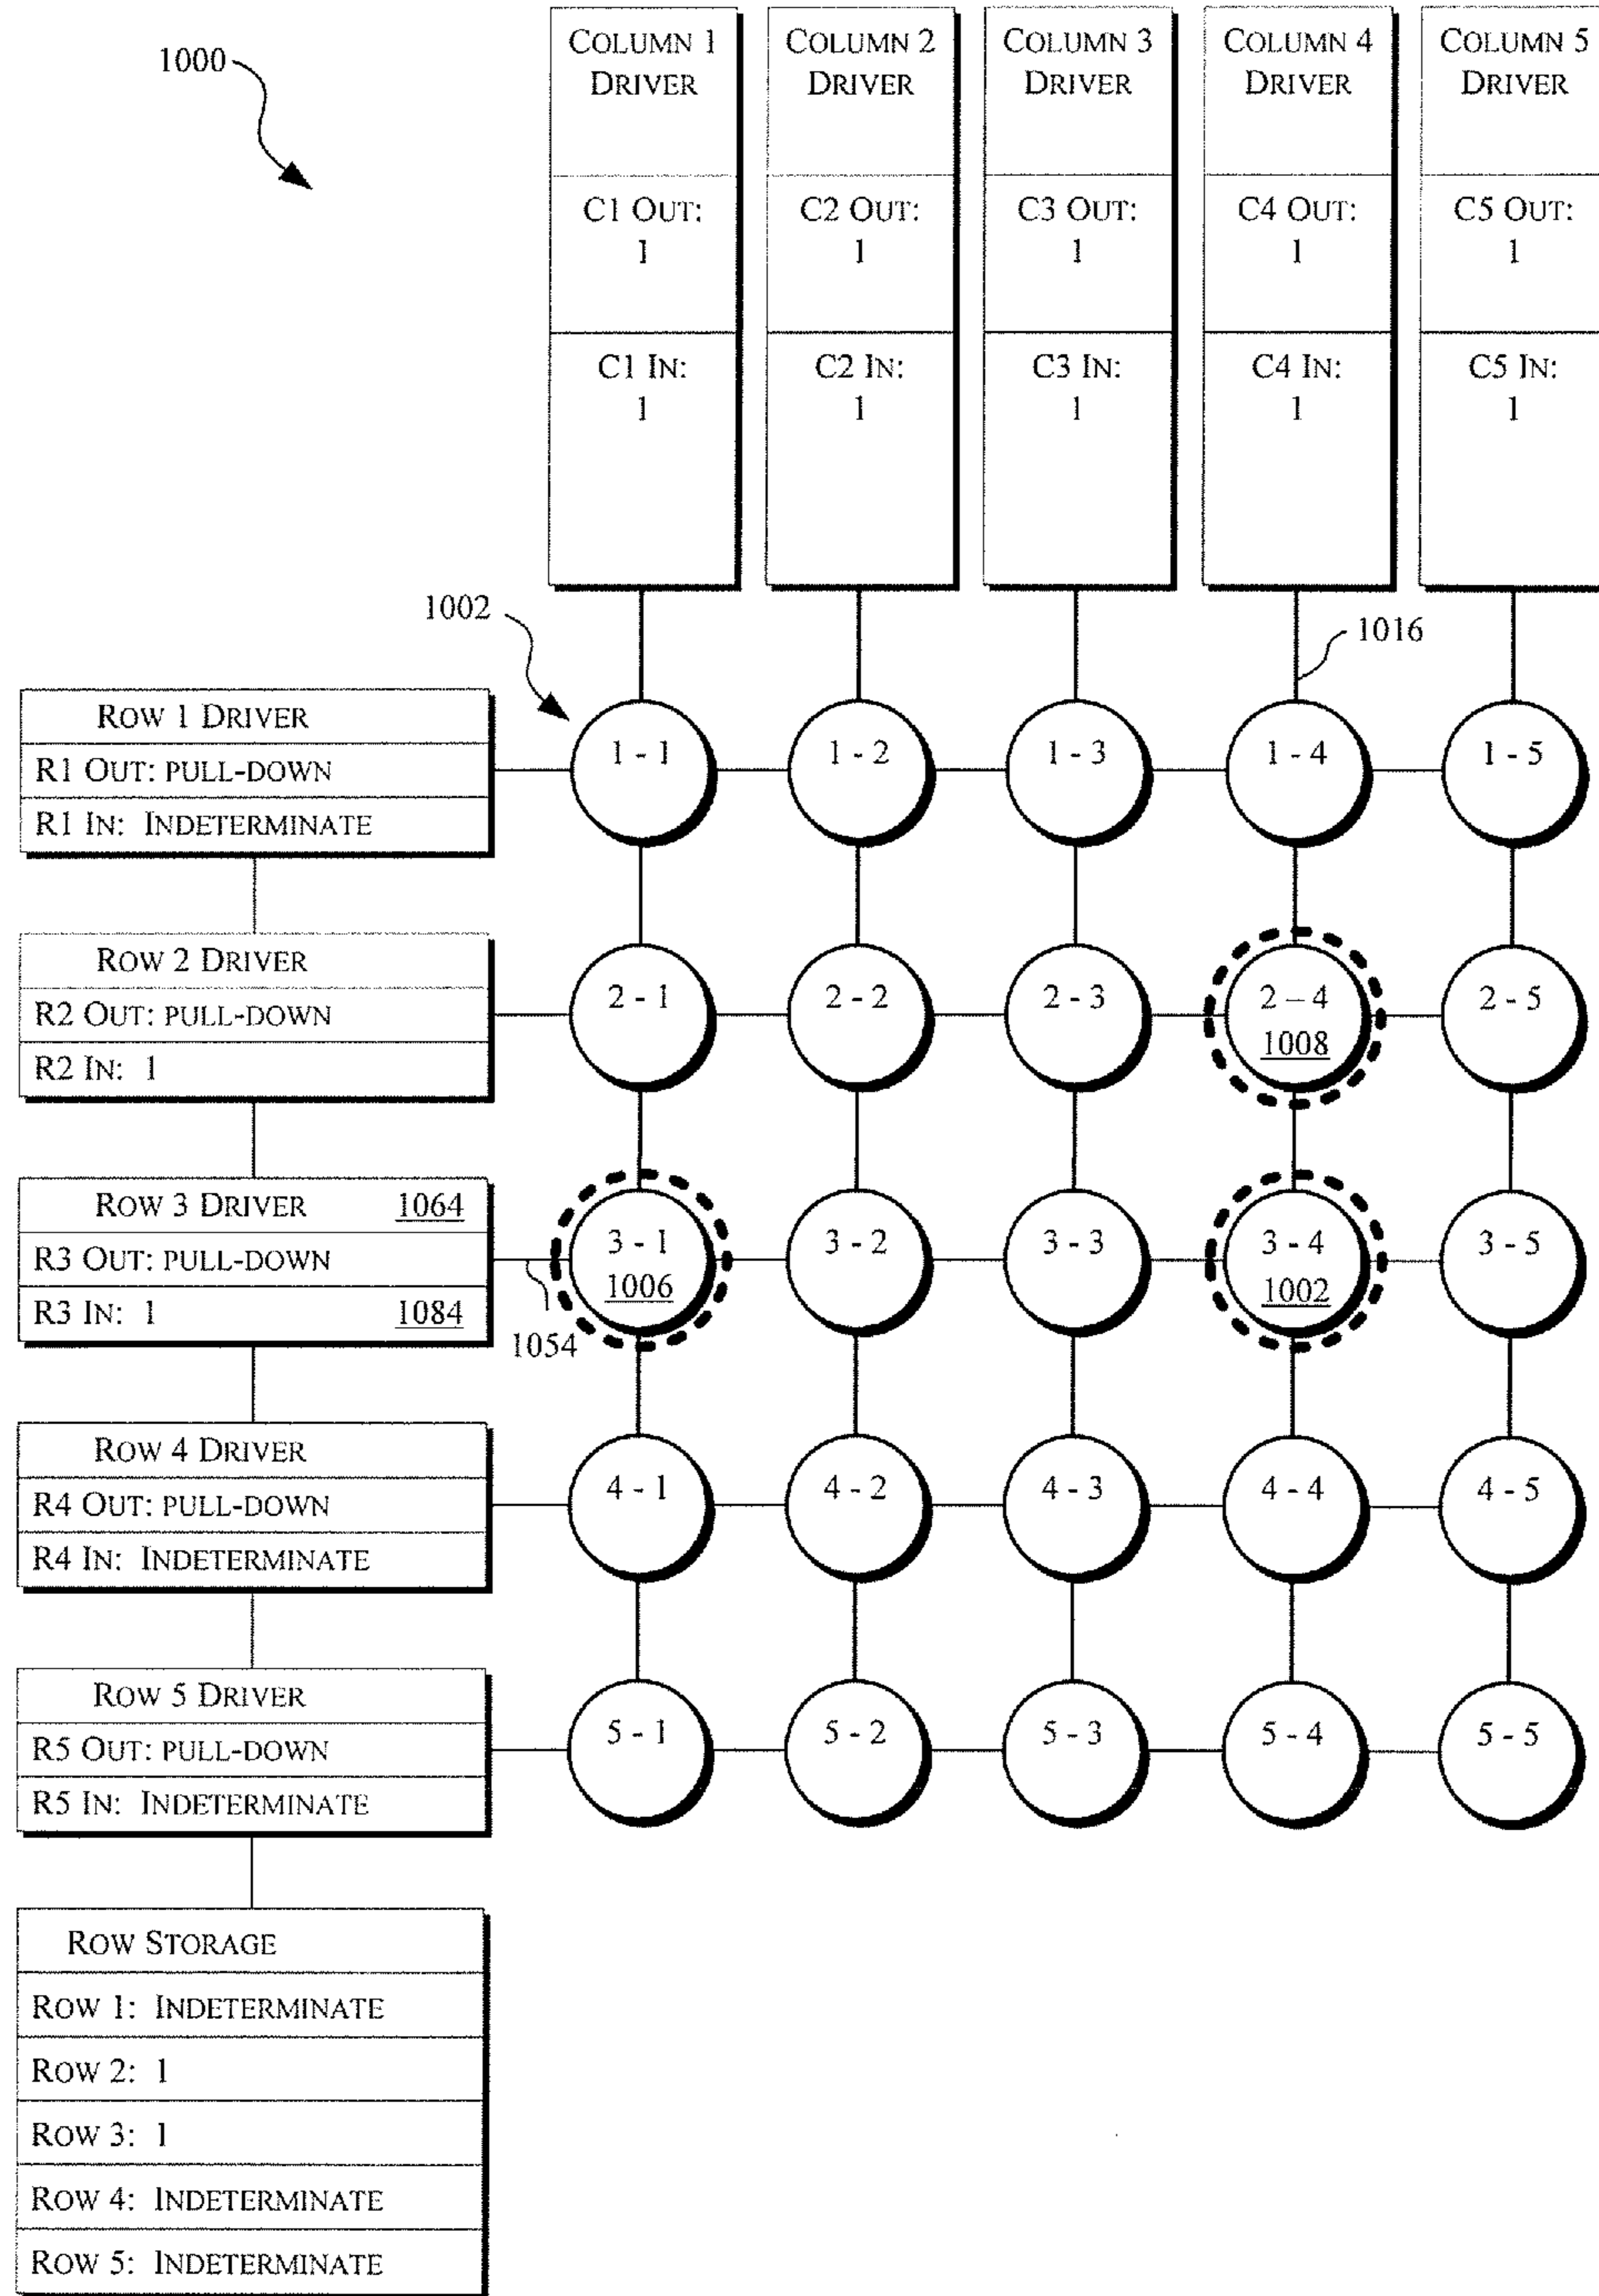 1000
COLUMN 1
DRIVER
C1 OUT:
1
C1 IN:
1
COLUMN 2
DRIVER
C2 OUT:
1
C2 IN:
1
COLUMN 3
DRIVER
C3 OUT:
1
C3 IN:
1
COLUMN 4
DRIVER
C4 OUT:
1
C4 IN:
1
COLUMN 5
DRIVER
C5 OUT:
1
C5 IN:
1
1002
1016
ROW 1 DRIVER
R1 OUT: PULL-DOWN
R1 IN: INDETERMINATE
1 - 1
1 - 2
1 - 3
1 - 4
1 - 5
ROW 2 DRIVER
R2 OUT: PULL-DOWN
R2 IN: 1
2 - 1
2 - 2
2 - 3
2 – 4
1008
2 - 5
ROW 3 DRIVER 1064
R3 OUT: PULL-DOWN
R3 IN: 1 1084
1054
3 - 1
1006
3 - 2
3 - 3
3 - 4
1002
3 - 5
ROW 4 DRIVER
R4 OUT: PULL-DOWN
R4 IN: INDETERMINATE
4 - 1
4 - 2
4 - 3
4 - 4
4 - 5
ROW 5 DRIVER
R5 OUT: PULL-DOWN
R5 IN: INDETERMINATE
5 - 1
5 - 2
5 - 3
5 - 4
5 - 5
ROW STORAGE
ROW 1: INDETERMINATE
ROW 2: 1
ROW 3: 1
ROW 4: INDETERMINATE
ROW 5: INDETERMINATE